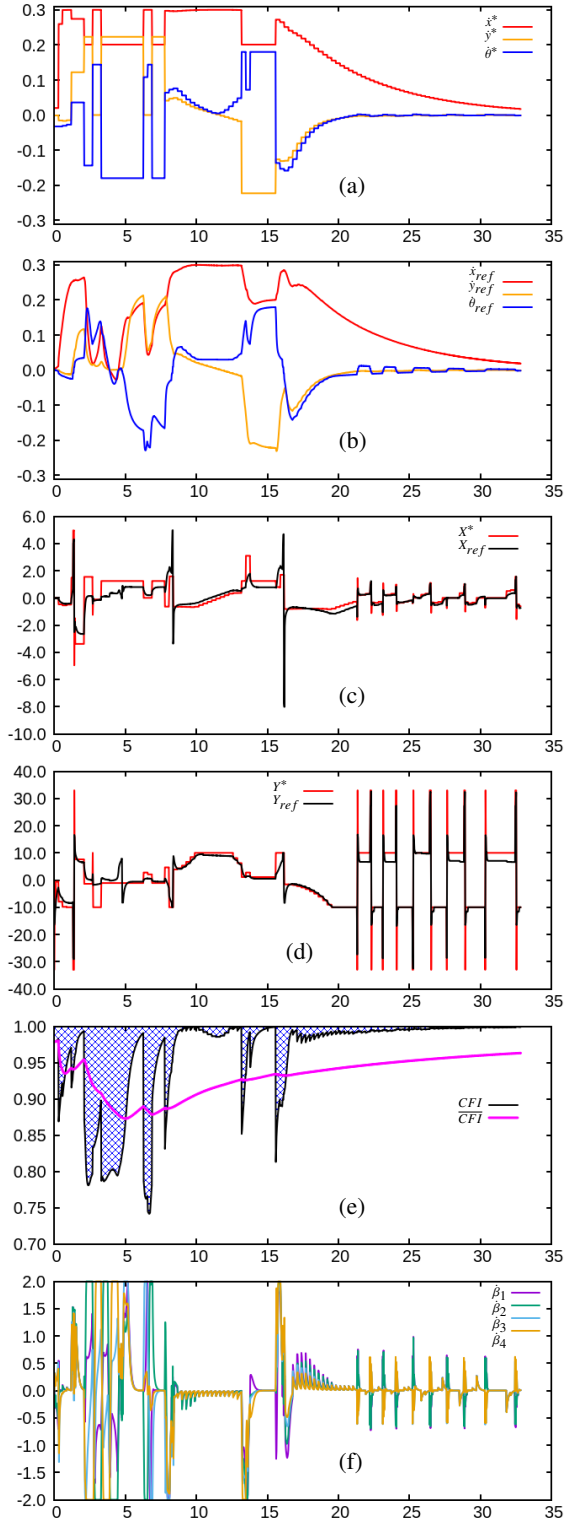 0.3
0.2
0.1
0.0
-0.1
-0.2
-0.3
ẋ*
ẏ*
θ̇*
(a)
0 5 10 15 20 25 30 35
0.3
0.2
0.1
0.0
-0.1
-0.2
-0.3
ẋref
ẏref
θ̇ref
(b)
0 5 10 15 20 25 30 35
6.0
4.0
2.0
0.0
-2.0
-4.0
-6.0
-8.0
-10.0
X*
Xref
(c)
0 5 10 15 20 25 30 35
40.0
30.0
20.0
10.0
0.0
-10.0
-20.0
-30.0
-40.0
Y*
Yref
(d)
0 5 10 15 20 25 30 35
1.00
0.95
0.90
0.85
0.80
0.75
0.70
CFI
C̅F̅I̅
(e)
0 5 10 15 20 25 30 35
2.0
1.5
1.0
0.5
0.0
-0.5
-1.0
-1.5
-2.0
β̇1
β̇2
β̇3
β̇4
(f)
0 5 10 15 20 25 30 35